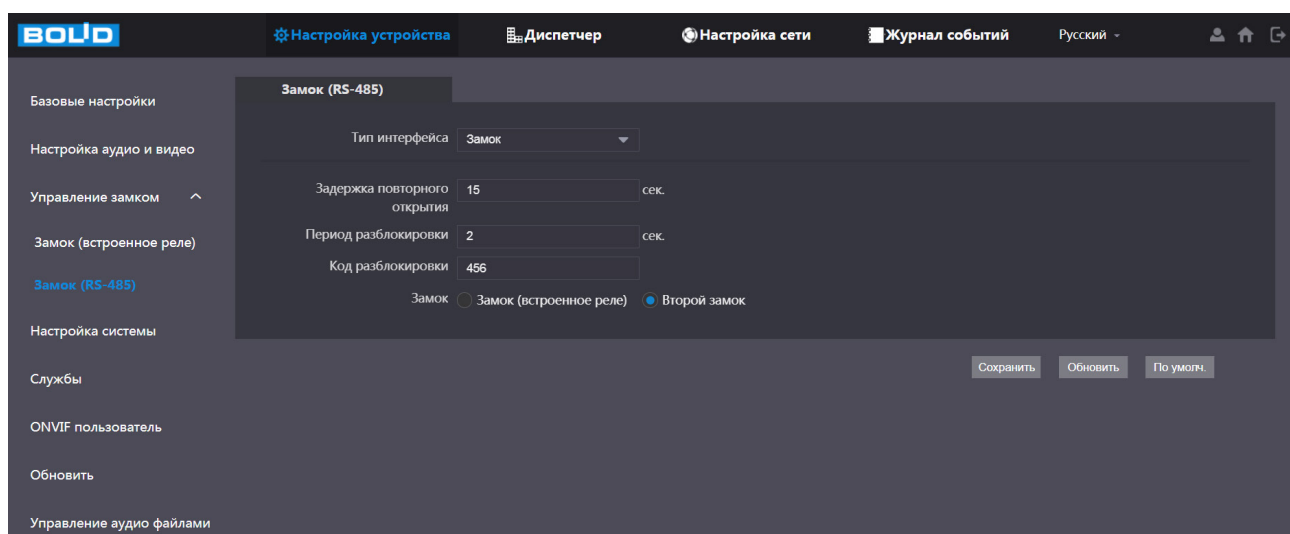 BOLID
Настройка устройства
Диспетчер
Настройка сети
Журнал событий
Русский
Базовые настройки
Настройка аудио и видео
Управление замком
Замок (встроенное реле)
Замок (RS-485)
Настройка системы
Службы
ONVIF пользователь
Обновить
Управление аудио файлами
Замок (RS-485)
Тип интерфейса Замок
Задержка повторного 15 сек.
открытия
Период разблокировки 2 сек.
Код разблокировки 456
Замок Замок (встроенное реле) Второй замок
Сохранить Обновить По умолч.